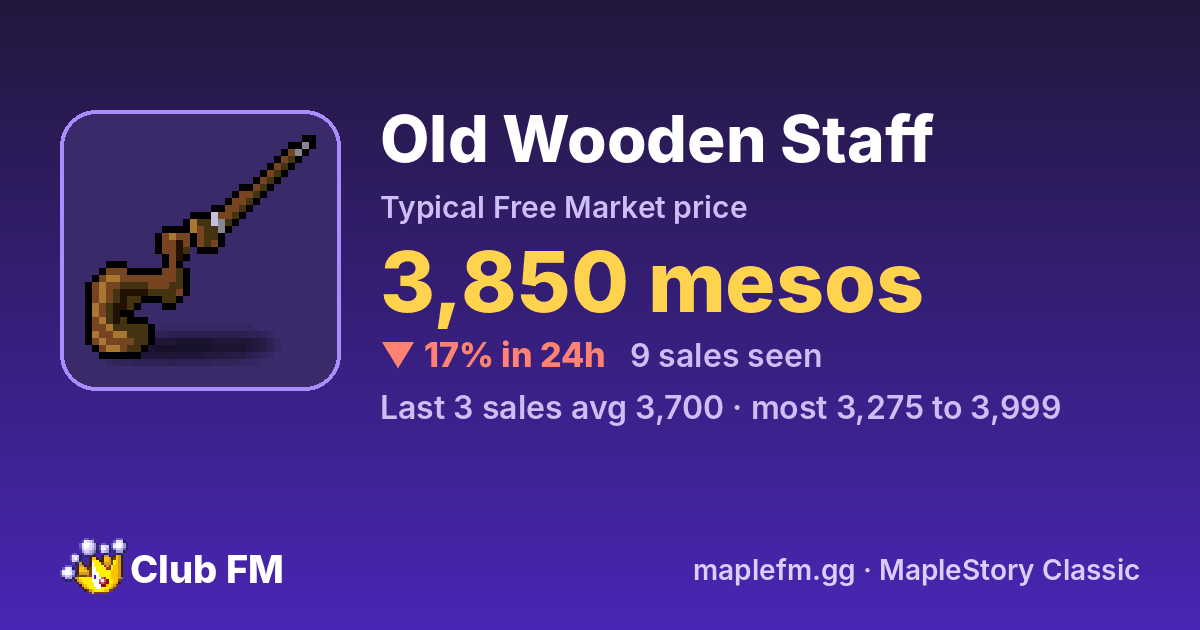 Old Wooden Staff
Typical Free Market price
3,850 mesos
▼ 17% in 24h 9 sales seen
Last 3 sales avg 3,700 · most 3,275 to 3,999
Club FM
maplefm.gg · MapleStory Classic